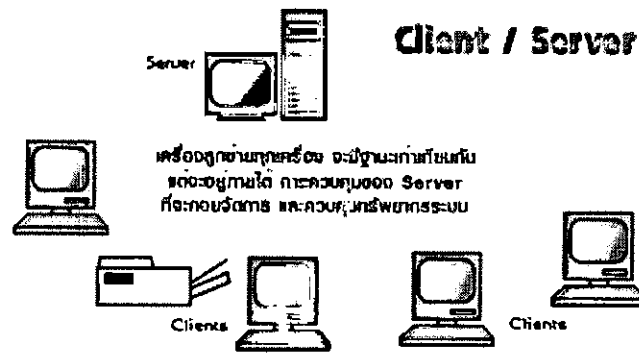 Client / Server
Server
เครื่องลูกข่ายทุกเครื่อง จะมีฐานะเท่าเทียมกัน
แต่จะอยู่ภายใต้ การควบคุมของ Server
ที่จะคอยจัดการ และควบคุมทรัพยากรระบบ
Clients
Clients